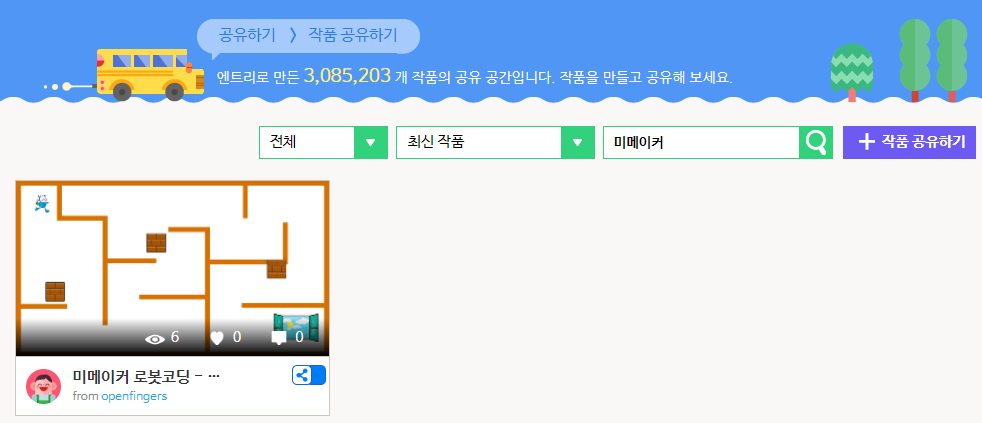 공유하기 〉 작품 공유하기
엔트리로 만든 3,085,203 개 작품의 공유 공간입니다. 작품을 만들고 공유해 보세요.
전체
최신 작품
미메이커
작품 공유하기
6
0
0
미메이커 로봇코딩 - ···
from openfingers